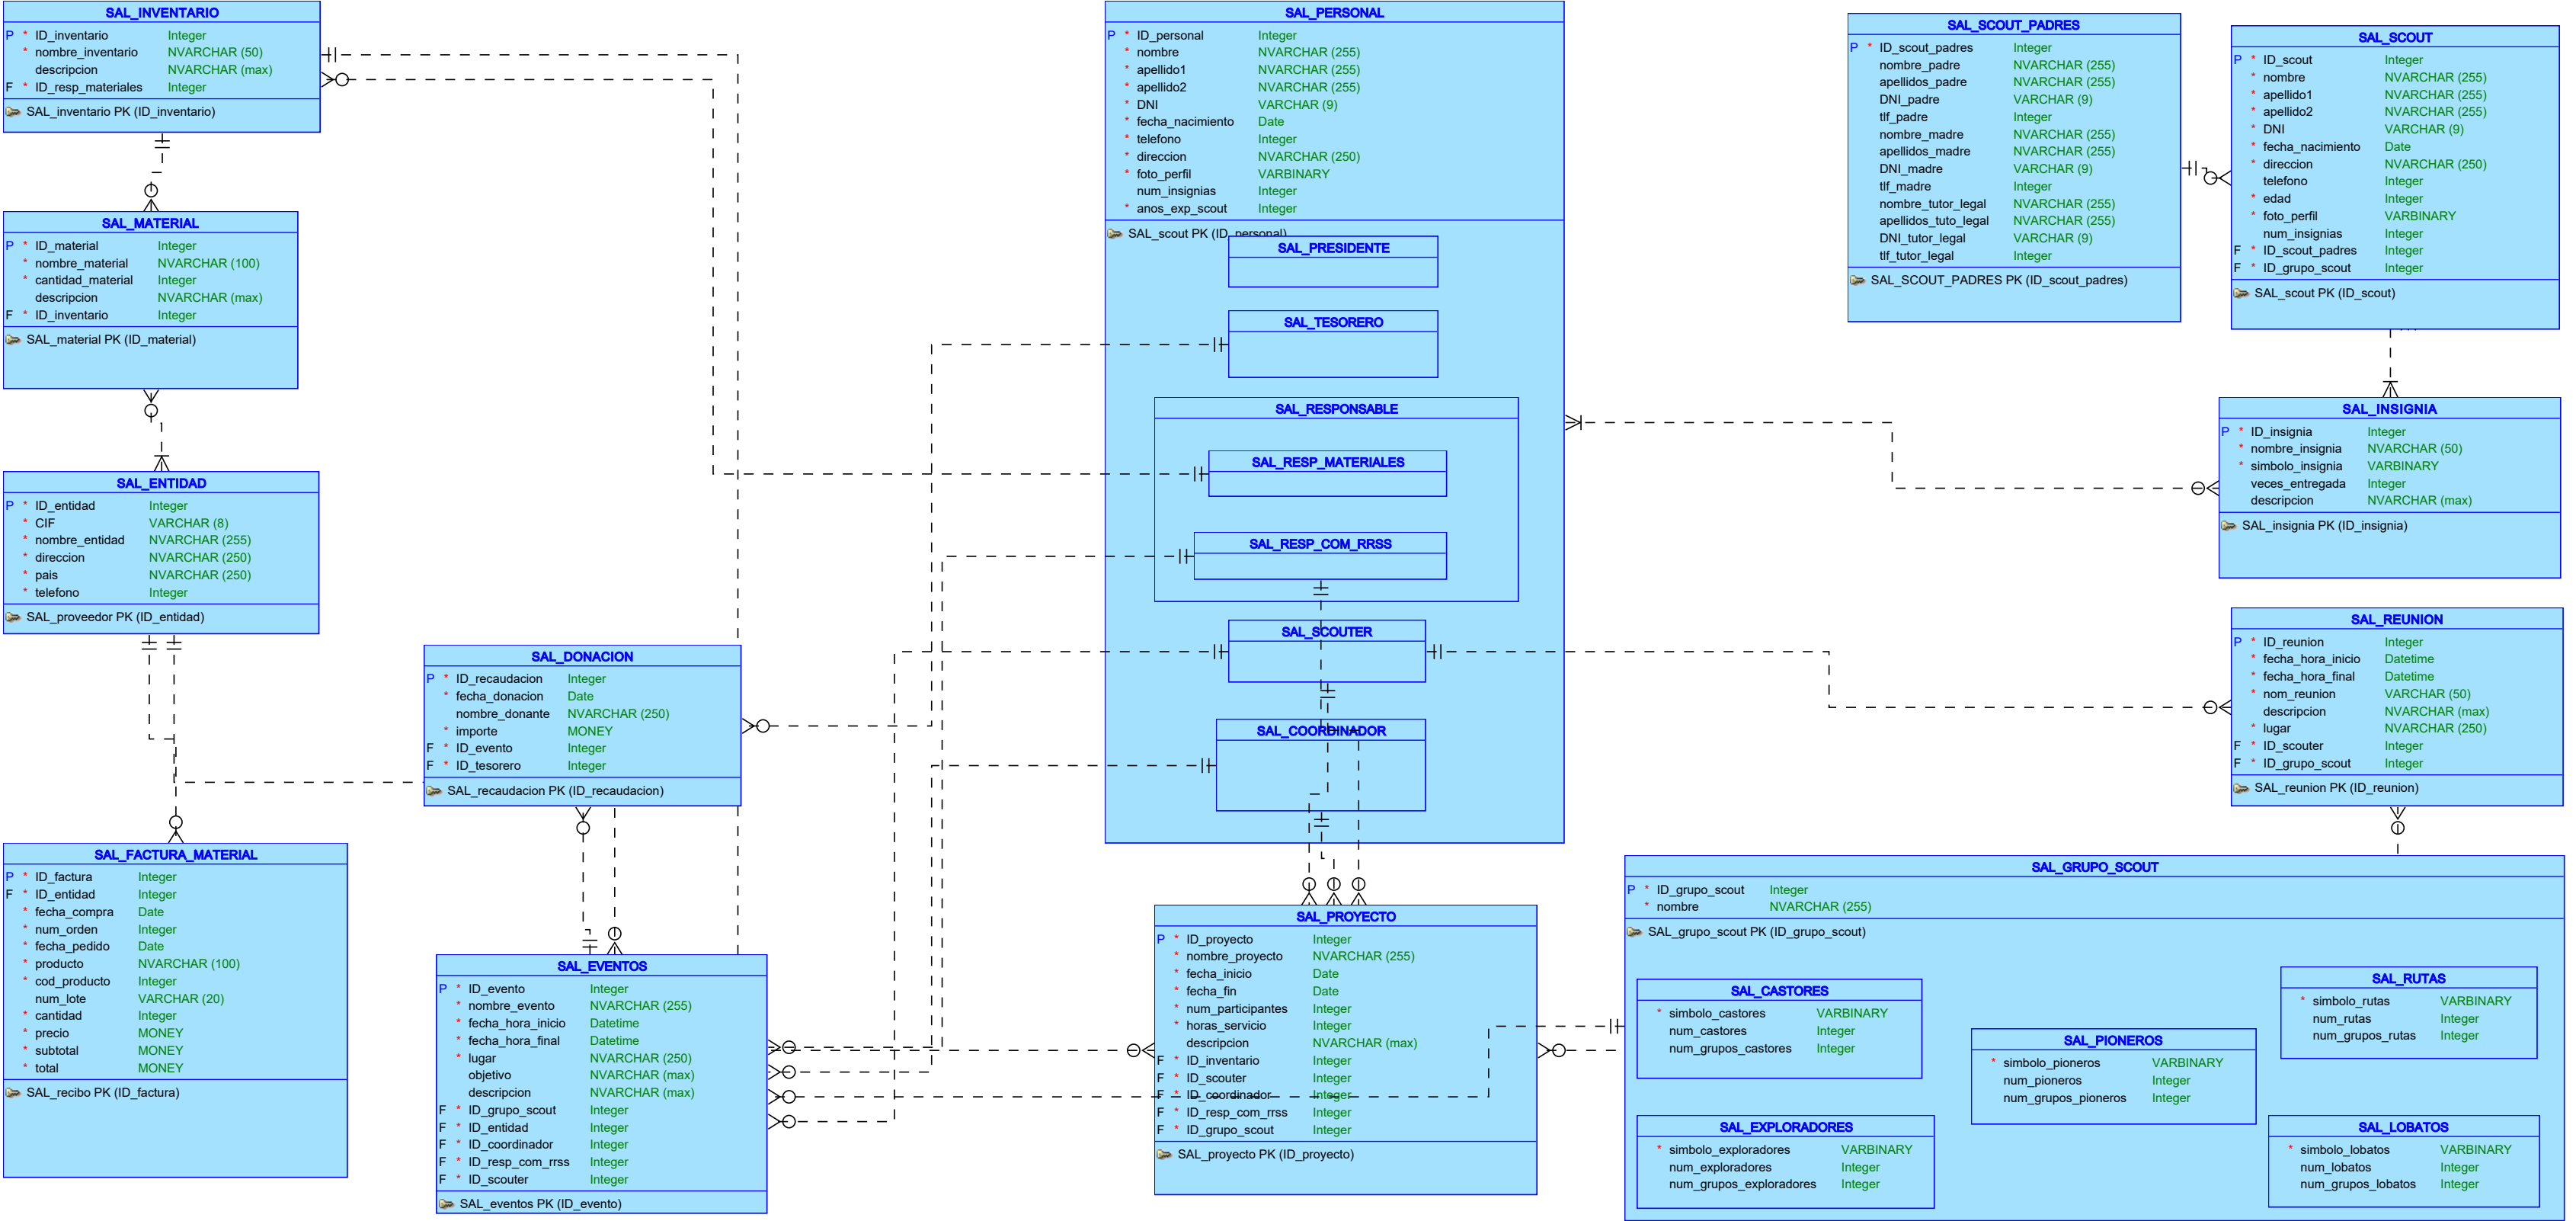 SAL_INVENTARIO
P * ID_inventario Integer
* nombre_inventario NVARCHAR (50)
descripcion NVARCHAR (max)
F * ID_resp_materiales Integer
SAL_inventario PK (ID_inventario)
SAL_MATERIAL
P * ID_material Integer
* nombre_material NVARCHAR (100)
* cantidad_material Integer
descripcion NVARCHAR (max)
F * ID_inventario Integer
SAL_material PK (ID_material)
SAL_ENTIDAD
P * ID_entidad Integer
* CIF VARCHAR (8)
* nombre_entidad NVARCHAR (255)
* direccion NVARCHAR (250)
* pais NVARCHAR (250)
* telefono Integer
SAL_proveedor PK (ID_entidad)
SAL_FACTURA_MATERIAL
P * ID_factura Integer
F * ID_entidad Integer
* fecha_compra Date
* num_orden Integer
* fecha_pedido Date
* producto NVARCHAR (100)
* cod_producto Integer
num_lote VARCHAR (20)
* cantidad Integer
* precio MONEY
* subtotal MONEY
* total MONEY
SAL_recibo PK (ID_factura)
SAL_DONACION
P * ID_recaudacion Integer
* fecha_donacion Date
nombre_donante NVARCHAR (250)
* importe MONEY
F * ID_evento Integer
F * ID_tesorero Integer
SAL_recaudacion PK (ID_recaudacion)
SAL_EVENTOS
P * ID_evento Integer
* nombre_evento NVARCHAR (255)
* fecha_hora_inicio Datetime
* fecha_hora_final Datetime
* lugar NVARCHAR (250)
objetivo NVARCHAR (max)
descripcion NVARCHAR (max)
F * ID_grupo_scout Integer
F * ID_entidad Integer
F * ID_coordinador Integer
F * ID_resp_com_rrss Integer
F * ID_scouter Integer
SAL_eventos PK (ID_evento)
SAL_PERSONAL
P * ID_personal Integer
* nombre NVARCHAR (255)
* apellido1 NVARCHAR (255)
* apellido2 NVARCHAR (255)
* DNI VARCHAR (9)
* fecha_nacimiento Date
* telefono Integer
* direccion NVARCHAR (250)
* foto_perfil VARBINARY
num_insignias Integer
* anos_exp_scout Integer
SAL_scout PK (ID_personal)
SAL_PRESIDENTE
SAL_TESORERO
SAL_RESPONSABLE
SAL_RESP_MATERIALES
SAL_RESP_COM_RRSS
SAL_SCOUTER
SAL_COORDINADOR
SAL_PROYECTO
P * ID_proyecto Integer
* nombre_proyecto NVARCHAR (255)
* fecha_inicio Date
* fecha_fin Date
* num_participantes Integer
* horas_servicio Integer
descripcion NVARCHAR (max)
F * ID_inventario Integer
F * ID_scouter Integer
F * ID_coordinador Integer
F * ID_resp_com_rrss Integer
F * ID_grupo_scout Integer
SAL_proyecto PK (ID_proyecto)
SAL_SCOUT_PADRES
P * ID_scout_padres Integer
nombre_padre NVARCHAR (255)
apellidos_padre NVARCHAR (255)
DNI_padre VARCHAR (9)
tlf_padre Integer
nombre_madre NVARCHAR (255)
apellidos_madre NVARCHAR (255)
DNI_madre VARCHAR (9)
tlf_madre Integer
nombre_tutor_legal NVARCHAR (255)
apellidos_tuto_legal NVARCHAR (255)
DNI_tutor_legal VARCHAR (9)
tlf_tutor_legal Integer
SAL_SCOUT_PADRES PK (ID_scout_padres)
SAL_SCOUT
P * ID_scout Integer
* nombre NVARCHAR (255)
* apellido1 NVARCHAR (255)
* apellido2 NVARCHAR (255)
* DNI VARCHAR (9)
* fecha_nacimiento Date
* direccion NVARCHAR (250)
telefono Integer
* edad Integer
* foto_perfil VARBINARY
num_insignias Integer
F * ID_scout_padres Integer
F * ID_grupo_scout Integer
SAL_scout PK (ID_scout)
SAL_INSIGNIA
P * ID_insignia Integer
* nombre_insignia NVARCHAR (50)
* simbolo_insignia VARBINARY
veces_entregada Integer
descripcion NVARCHAR (max)
SAL_insignia PK (ID_insignia)
SAL_REUNION
P * ID_reunion Integer
* fecha_hora_inicio Datetime
* fecha_hora_final Datetime
* nom_reunion VARCHAR (50)
descripcion NVARCHAR (max)
* lugar NVARCHAR (250)
F * ID_scouter Integer
F * ID_grupo_scout Integer
SAL_reunion PK (ID_reunion)
SAL_GRUPO_SCOUT
P * ID_grupo_scout Integer
* nombre NVARCHAR (255)
SAL_grupo_scout PK (ID_grupo_scout)
SAL_CASTORES
* simbolo_castores VARBINARY
num_castores Integer
num_grupos_castores Integer
SAL_RUTAS
* simbolo_rutas VARBINARY
num_rutas Integer
num_grupos_rutas Integer
SAL_PIONEROS
* simbolo_pioneros VARBINARY
num_pioneros Integer
num_grupos_pioneros Integer
SAL_EXPLORADORES
* simbolo_exploradores VARBINARY
num_exploradores Integer
num_grupos_exploradores Integer
SAL_LOBATOS
* simbolo_lobatos VARBINARY
num_lobatos Integer
num_grupos_lobatos Integer